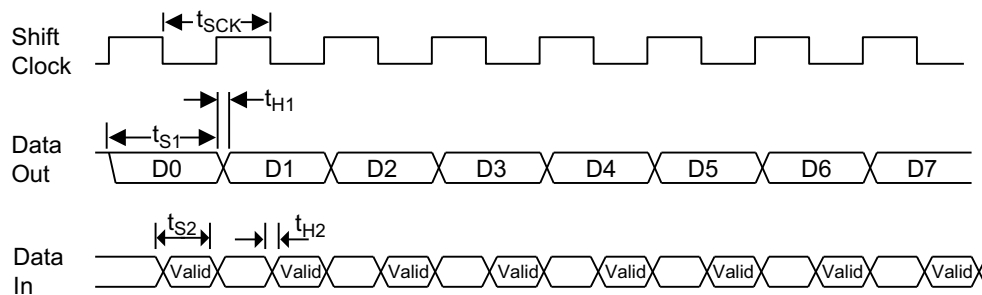 Shift
Clock
tSCK
tH1
Data
Out
tS1
D0 D1 D2 D3 D4 D5 D6 D7
tS2
tH2
Data
In
Valid Valid Valid Valid Valid Valid Valid Valid